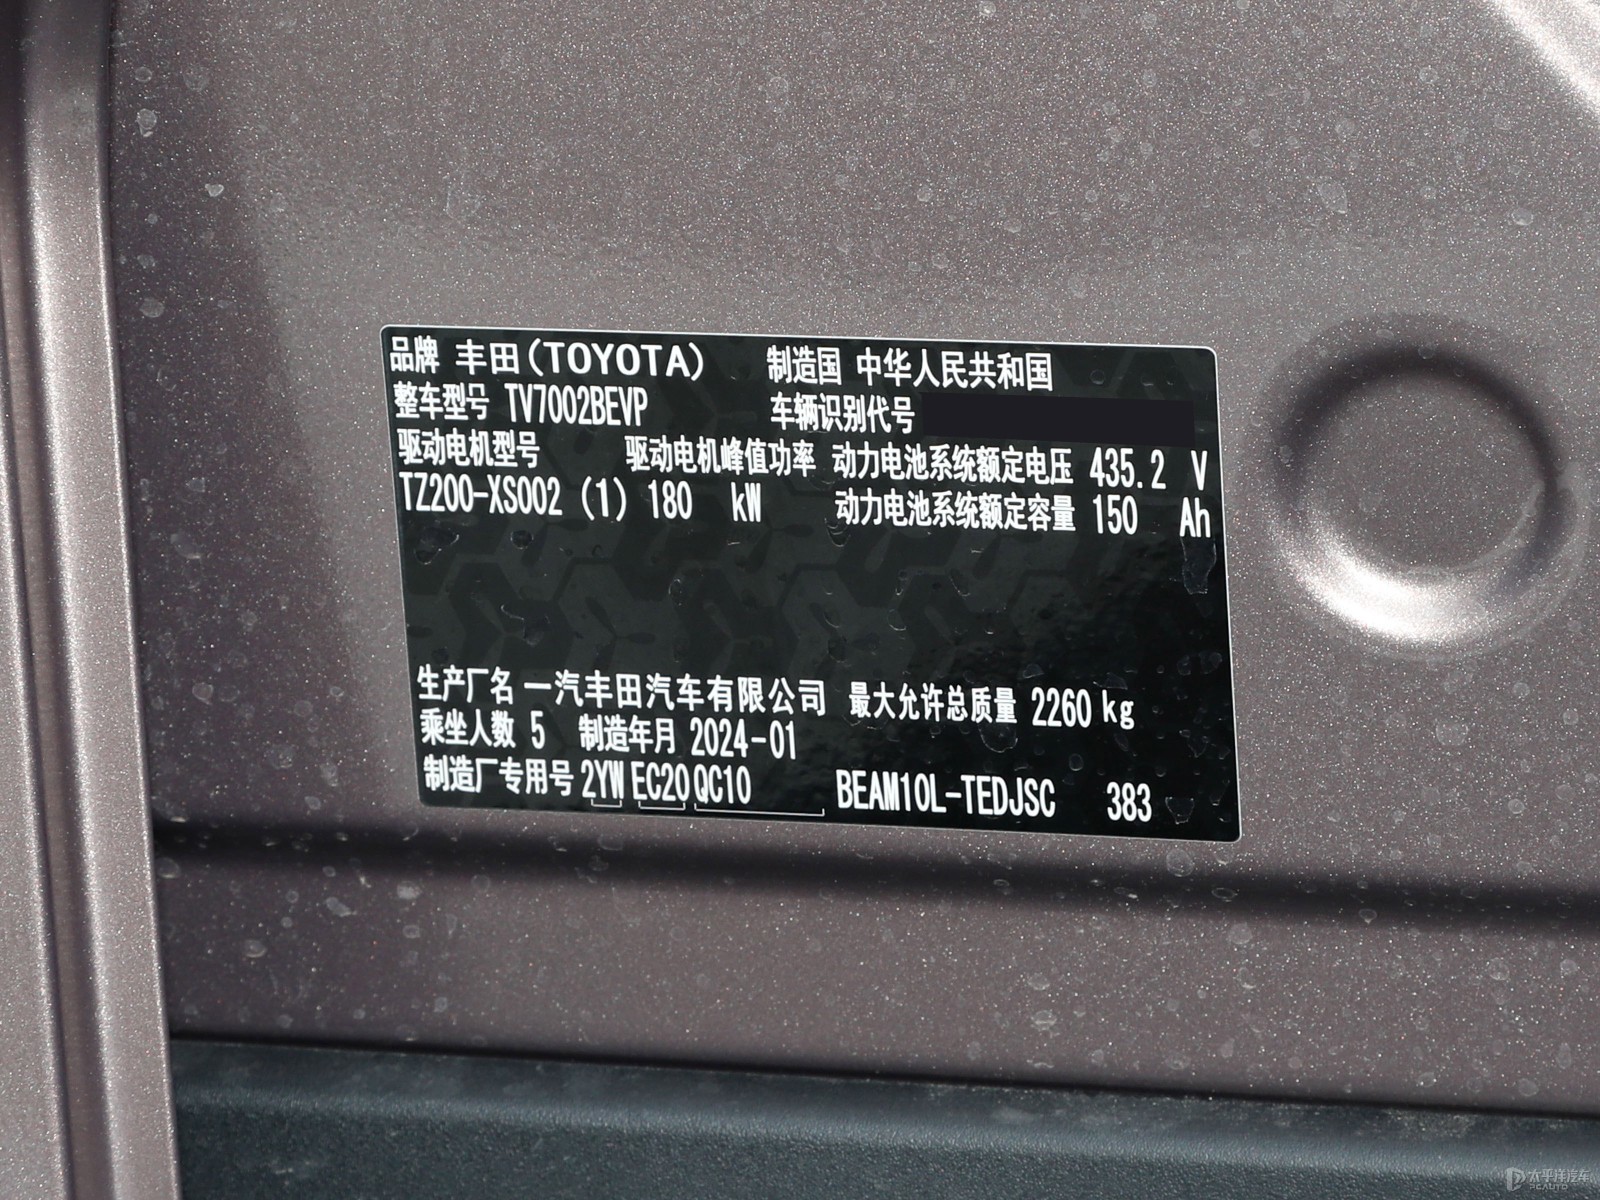 品牌 丰田(TOYOTA) 制造国 中华人民共和国
整车型号 TV7002BEVP 车辆识别代号
驱动电机型号 驱动电机峰值功率 动力电池系统额定电压 435.2 V
TZ200-XS002 (1) 180 kW 动力电池系统额定容量 150 Ah
生产厂名 一汽丰田汽车有限公司 最大允许总质量 2260 kg
乘坐人数 5 制造年月 2024-01
制造厂专用号 2YW EC20 QC10 BEAM10L-TEDJSC 383
太平洋汽车
PCAUTO